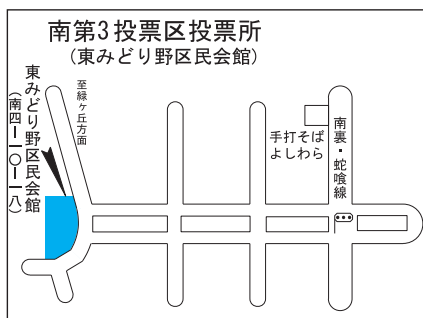 南第3投票区投票所
(東みどり野区民会館)
東みどり野区民会館
(南四ー一〇ー一八)
至緑ヶ丘方面
手打そば
よしわら
南裏・蛇喰線